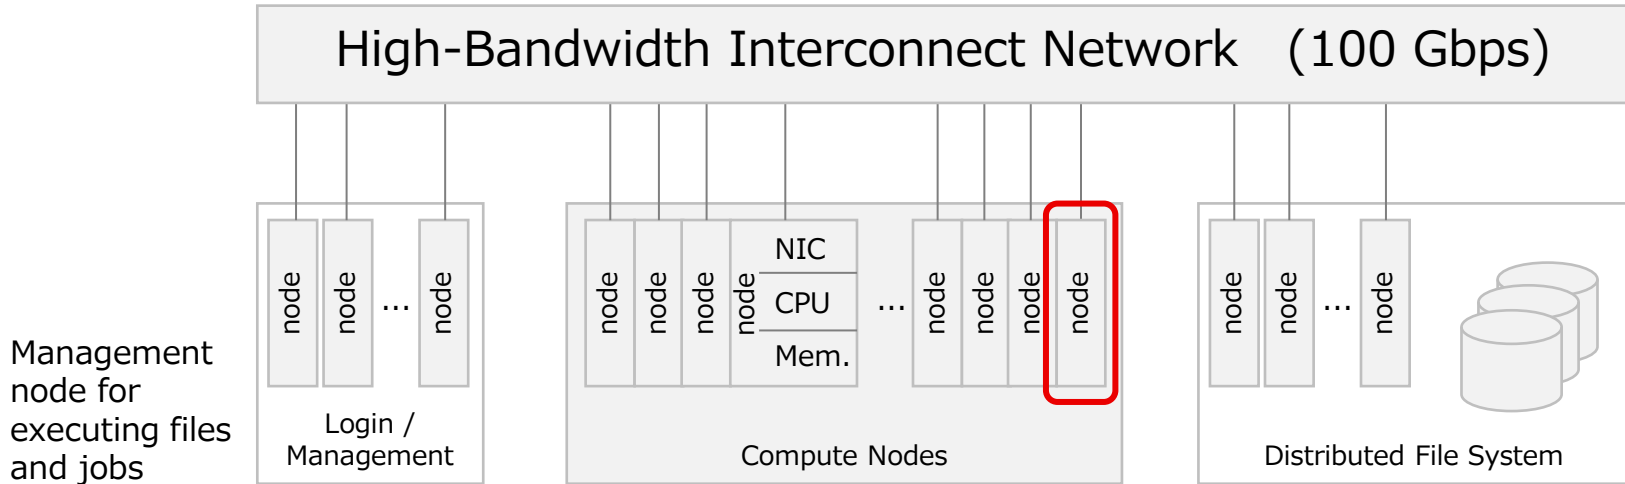 High-Bandwidth Interconnect Network (100 Gbps)
node
node
...
node
Login /
Management
Management
node for
executing files
and jobs
node
node
node
node
NIC
CPU
Mem.
...
node
node
node
node
Compute Nodes
node
node
...
node
Distributed File System